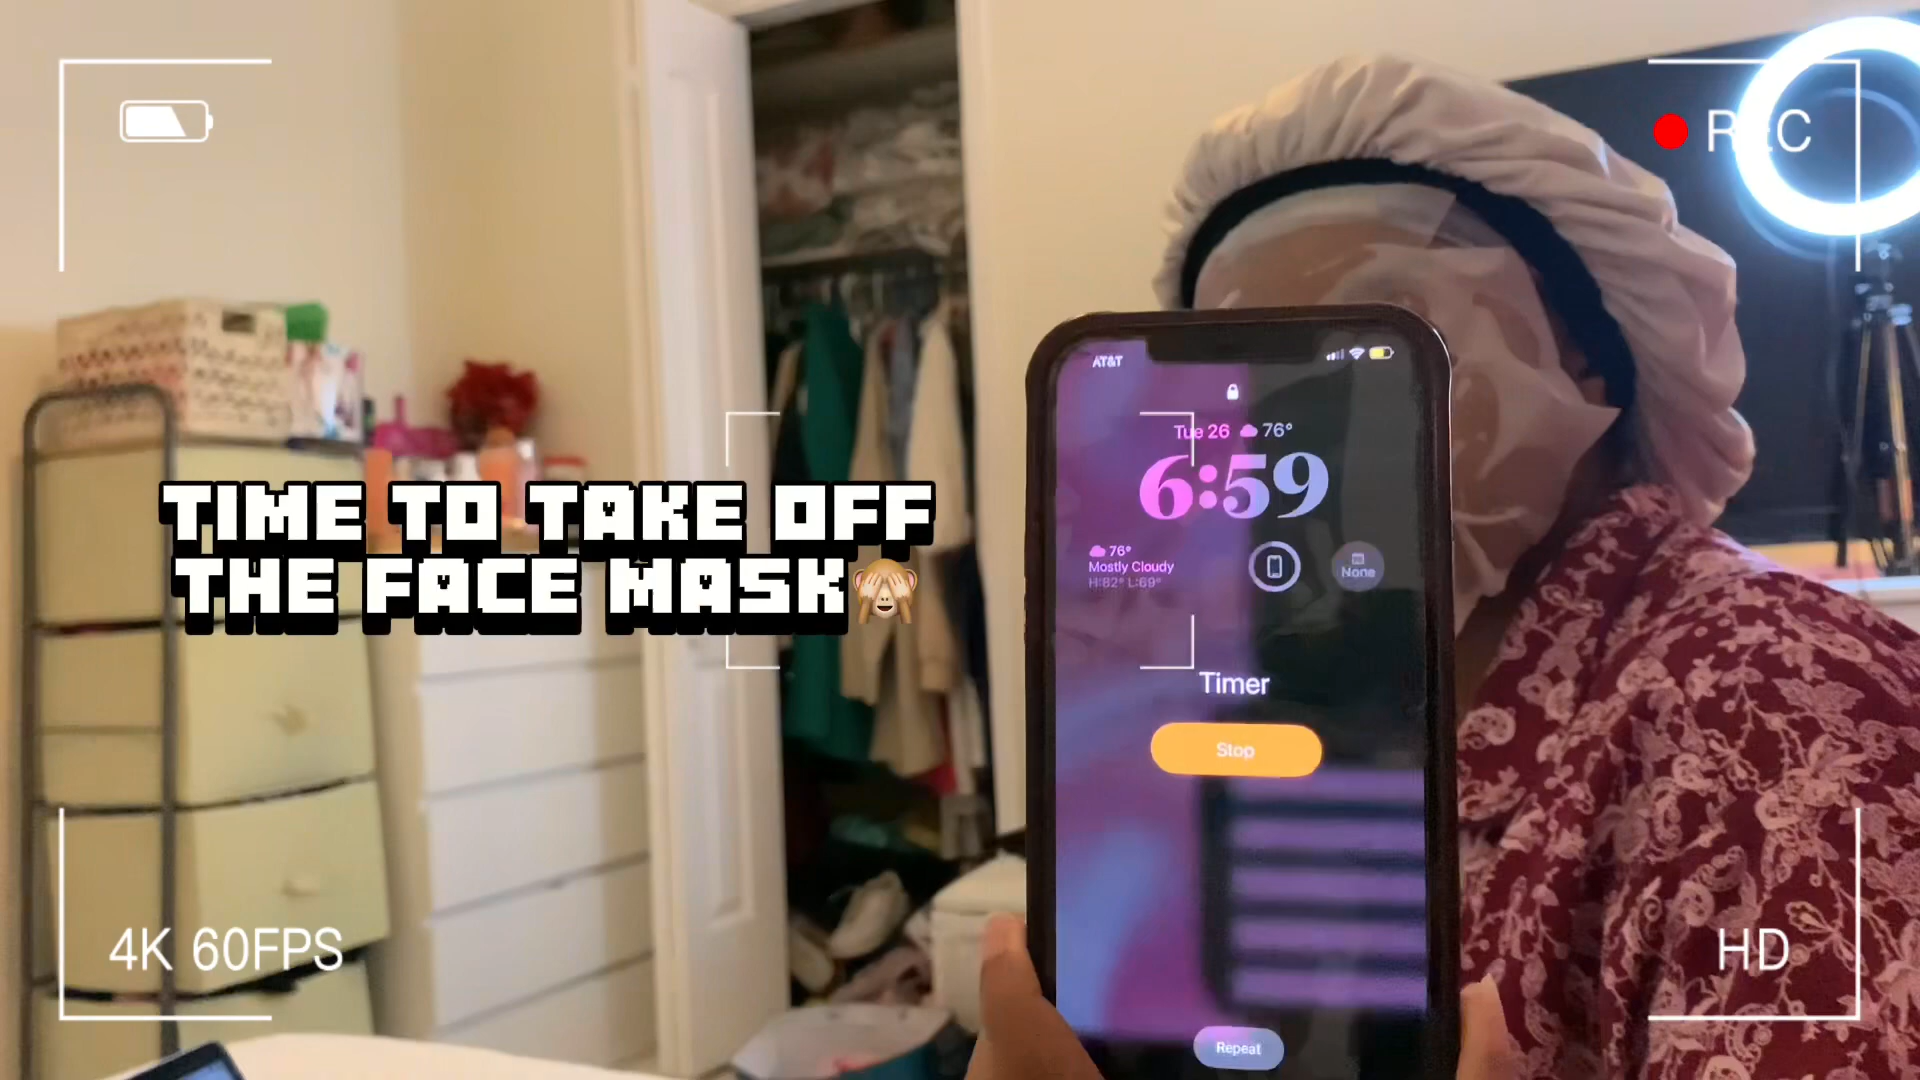 REC
TIME TO TAKE OFF
THE FACE MASK🙈
AT&T
Tue 26 76°
6:59
76°
Mostly Cloudy
H:82° L:69°
None
Timer
Stop
Repeat
4K 60FPS
HD